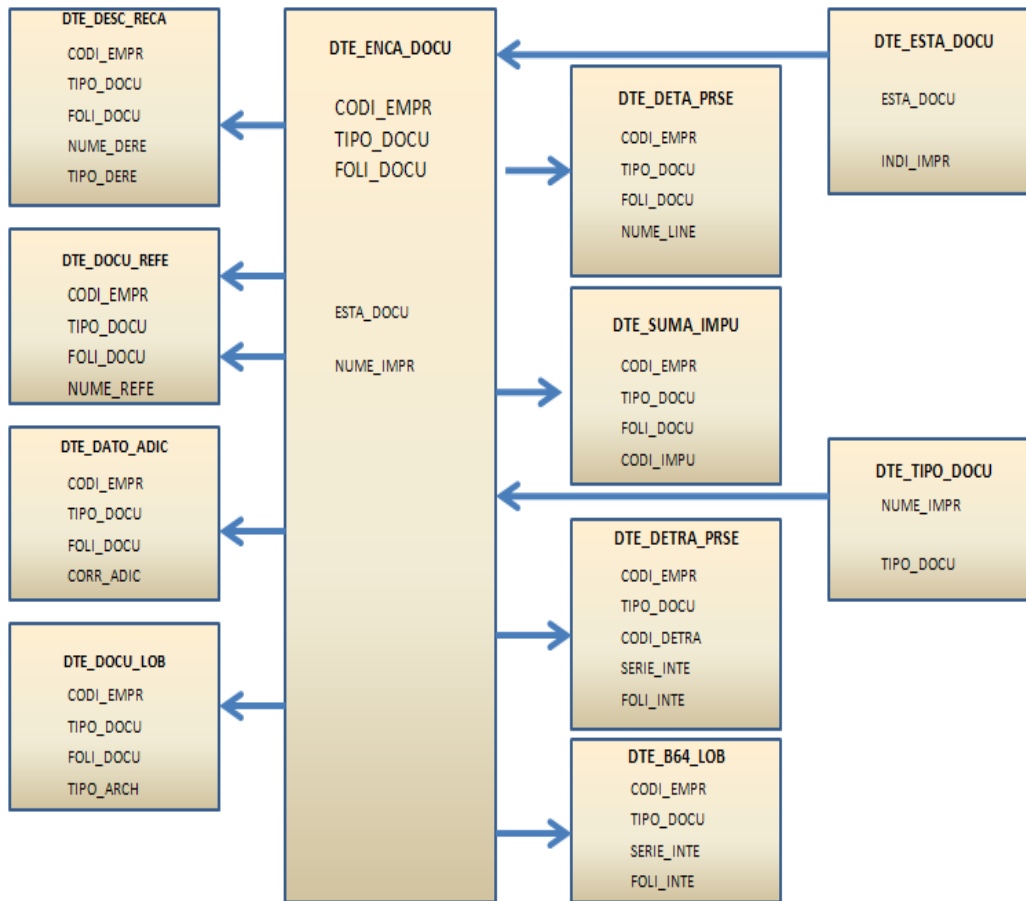 DTE_DESC_RECA
CODI_EMPR
TIPO_DOCU
FOLI_DOCU
NUME_DERE
TIPO_DERE
DTE_DOCU_REFE
CODI_EMPR
TIPO_DOCU
FOLI_DOCU
NUME_REFE
DTE_DATO_ADIC
CODI_EMPR
TIPO_DOCU
FOLI_DOCU
CORR_ADIC
DTE_DOCU_LOB
CODI_EMPR
TIPO_DOCU
FOLI_DOCU
TIPO_ARCH
DTE_ENCA_DOCU
CODI_EMPR
TIPO_DOCU
FOLI_DOCU
ESTA_DOCU
NUME_IMPR
DTE_DETA_PRSE
CODI_EMPR
TIPO_DOCU
FOLI_DOCU
NUME_LINE
DTE_SUMA_IMPU
CODI_EMPR
TIPO_DOCU
FOLI_DOCU
CODI_IMPU
DTE_DETRA_PRSE
CODI_EMPR
TIPO_DOCU
CODI_DETRA
SERIE_INTE
FOLI_INTE
DTE_B64_LOB
CODI_EMPR
TIPO_DOCU
SERIE_INTE
FOLI_INTE
DTE_ESTA_DOCU
ESTA_DOCU
INDI_IMPR
DTE_TIPO_DOCU
NUME_IMPR
TIPO_DOCU